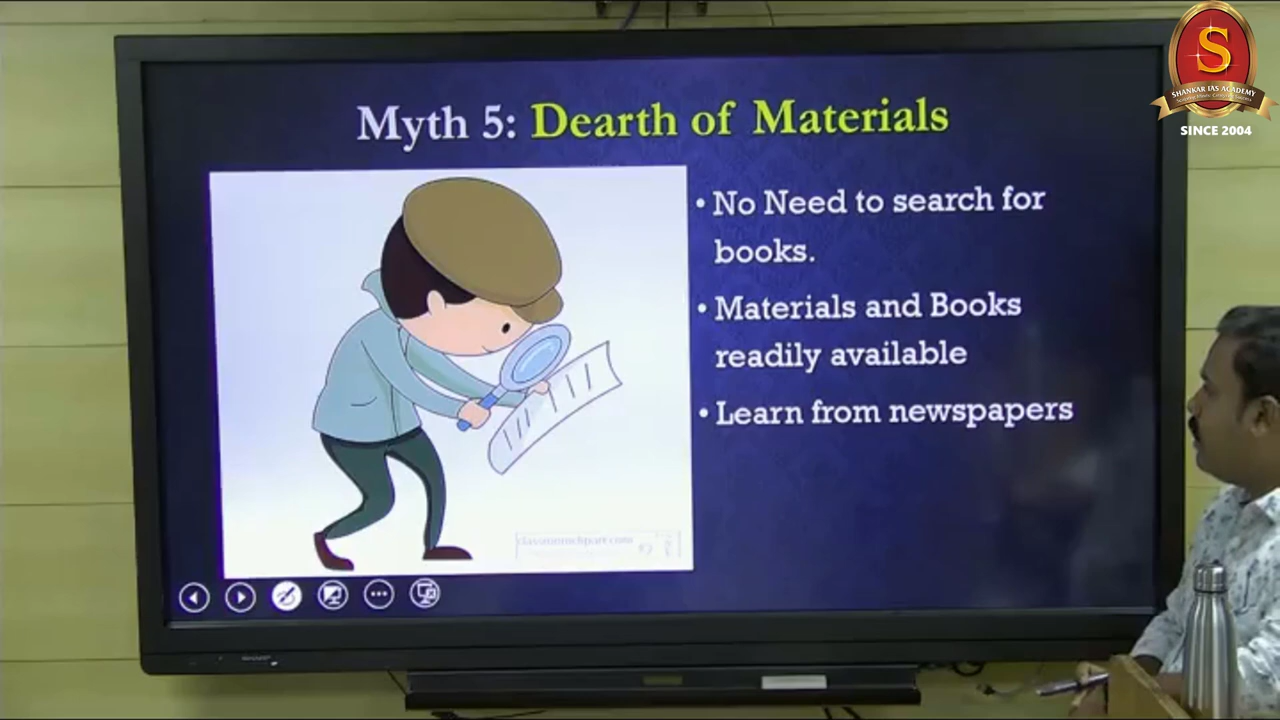 S
SHANKAR IAS ACADEMY
SINCE 2004
Myth 5: Dearth of Materials
• No Need to search for
books.
• Materials and Books
readily available
• Learn from newspapers
SHARP